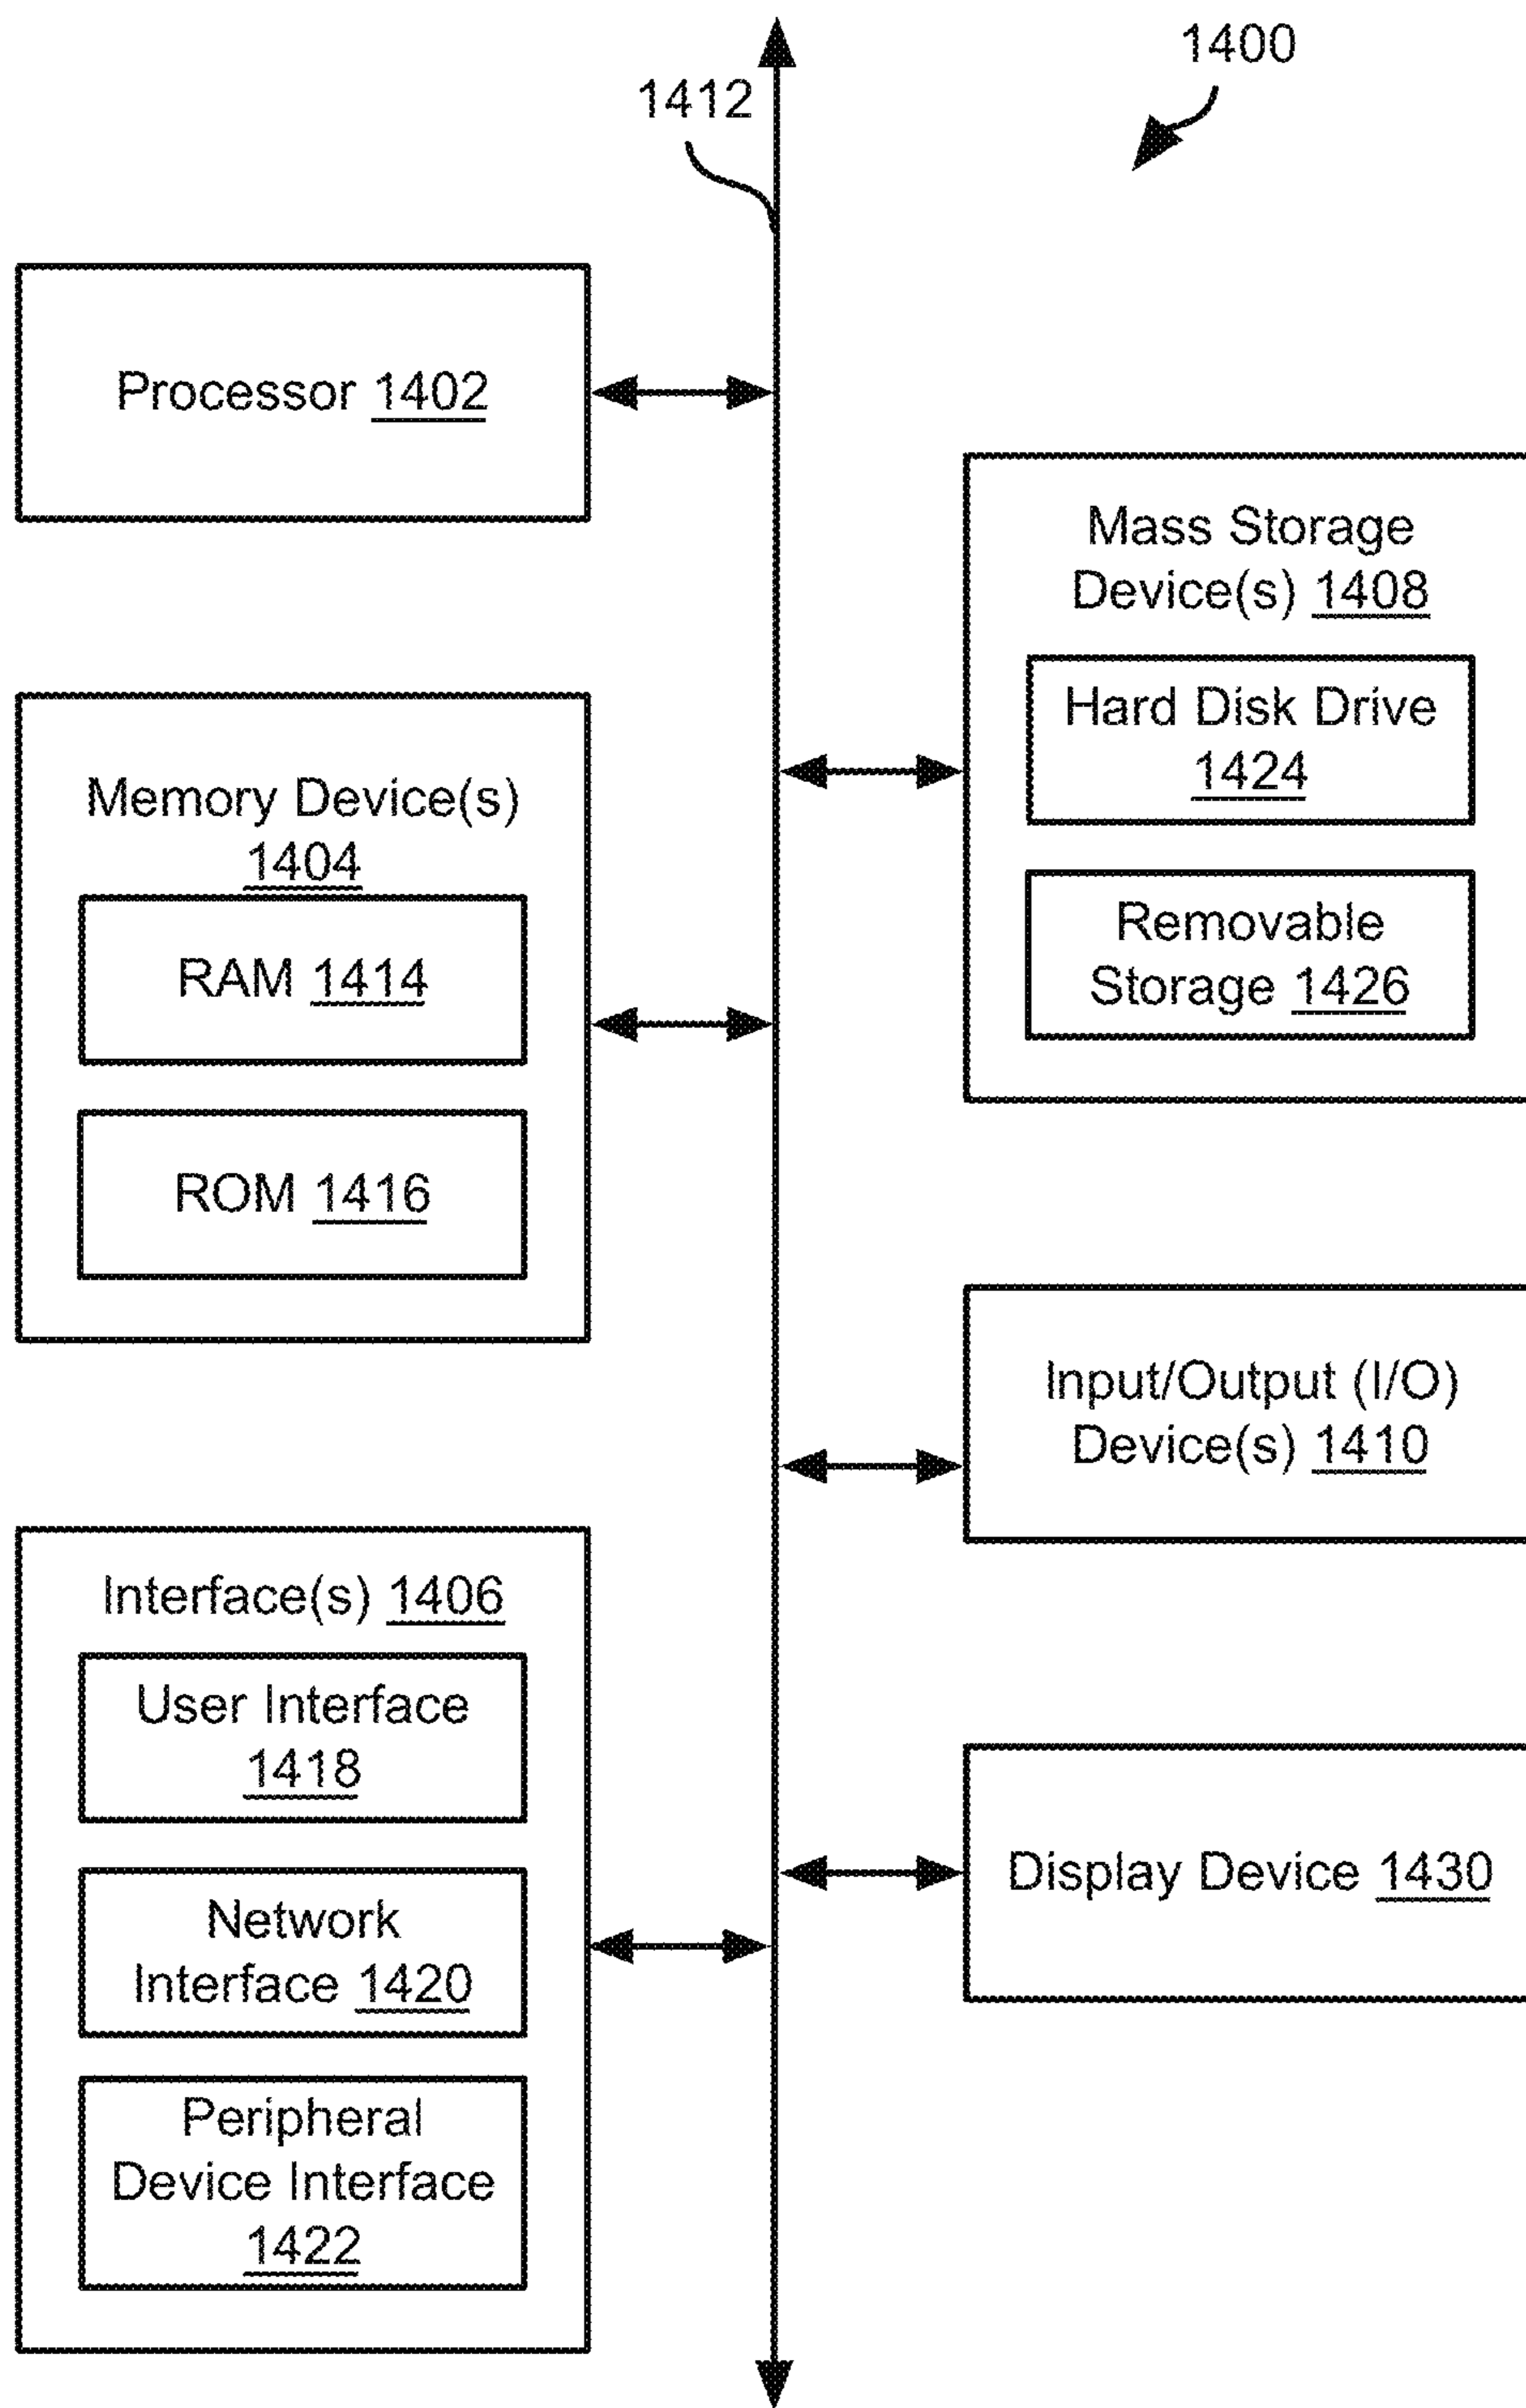 1400
1412
Processor 1402
Mass Storage
Device(s) 1408
Hard Disk Drive
1424
Removable
Storage 1426
Memory Device(s)
1404
RAM 1414
ROM 1416
Input/Output (I/O)
Device(s) 1410
Interface(s) 1406
User Interface
1418
Network
Interface 1420
Peripheral
Device Interface
1422
Display Device 1430